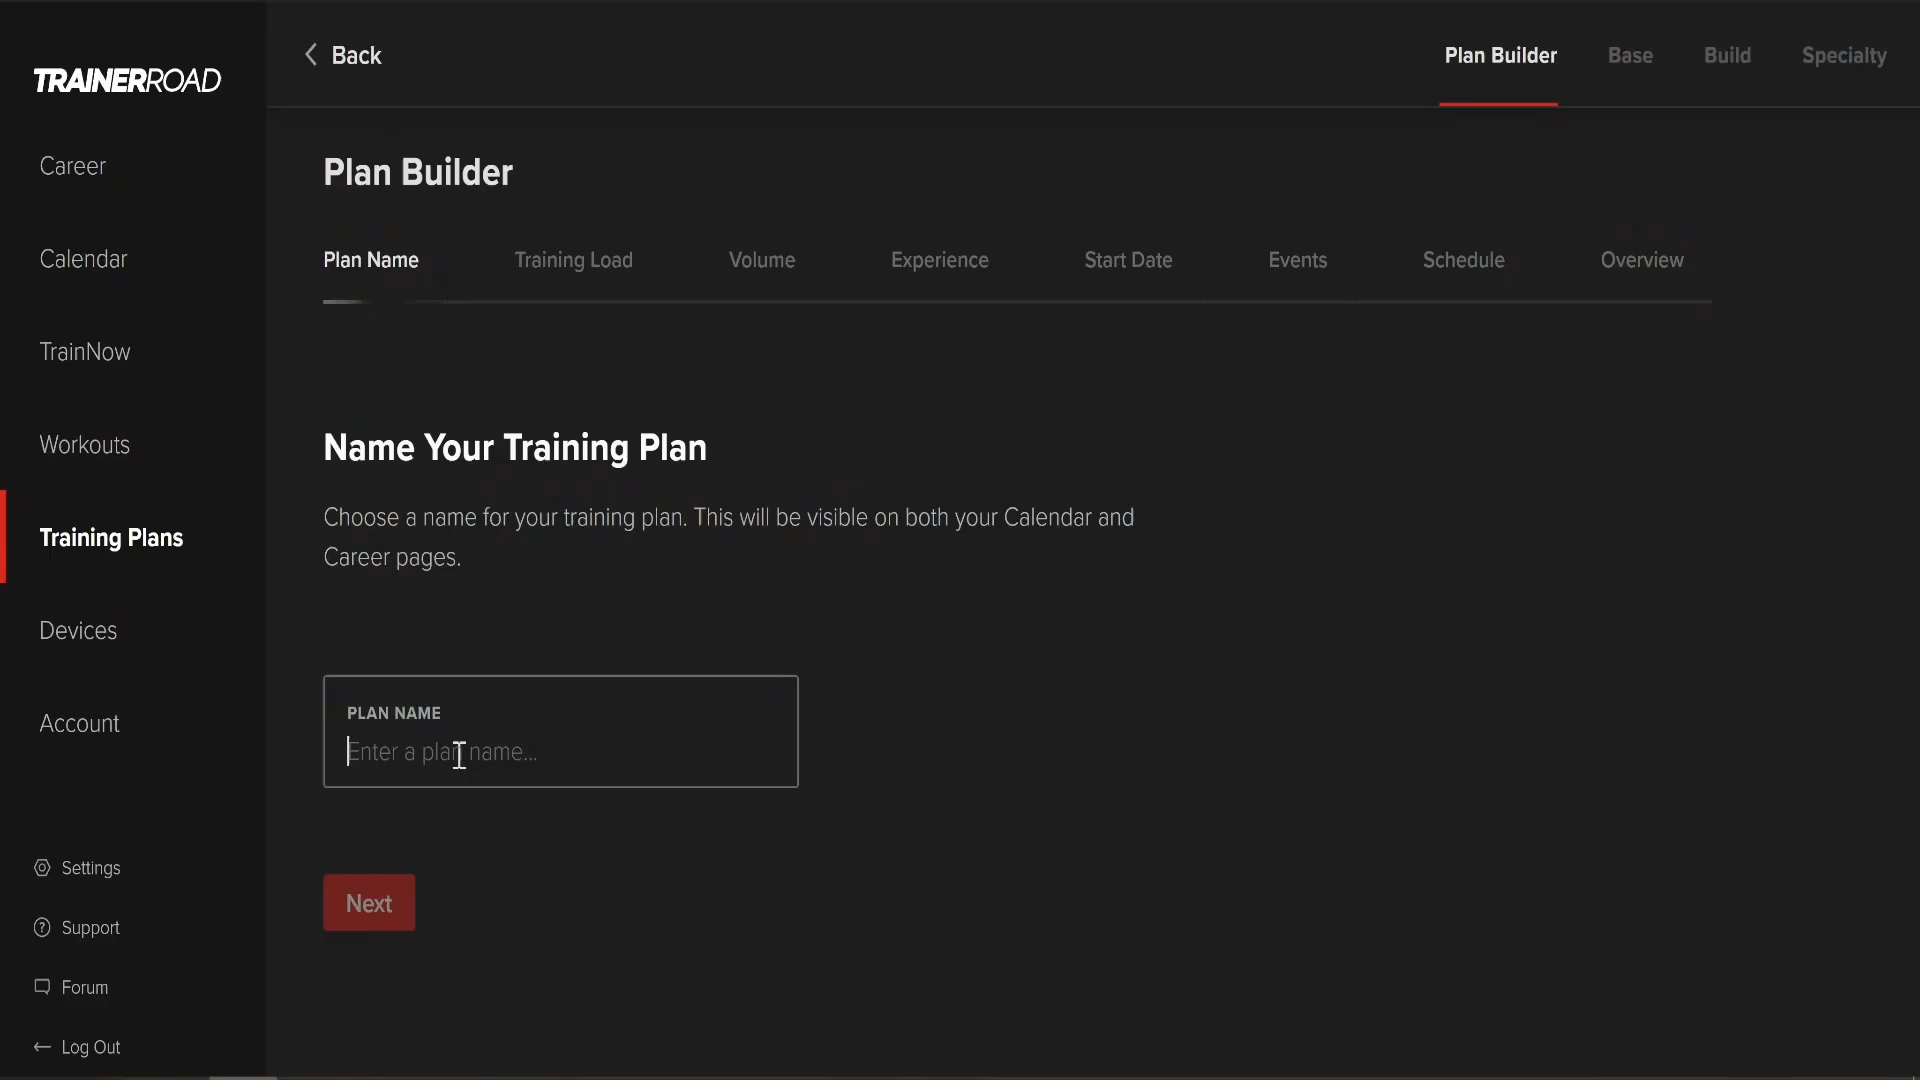 TRAINERROAD
Career
Calendar
TrainNow
Workouts
Training Plans
Devices
Account
Settings
Support
Forum
Log Out
Back
Plan Builder Base Build Specialty
Plan Builder
Plan Name Training Load Volume Experience Start Date Events Schedule Overview
Name Your Training Plan
Choose a name for your training plan. This will be visible on both your Calendar and
Career pages.
PLAN NAME
Enter a plan name...
Next